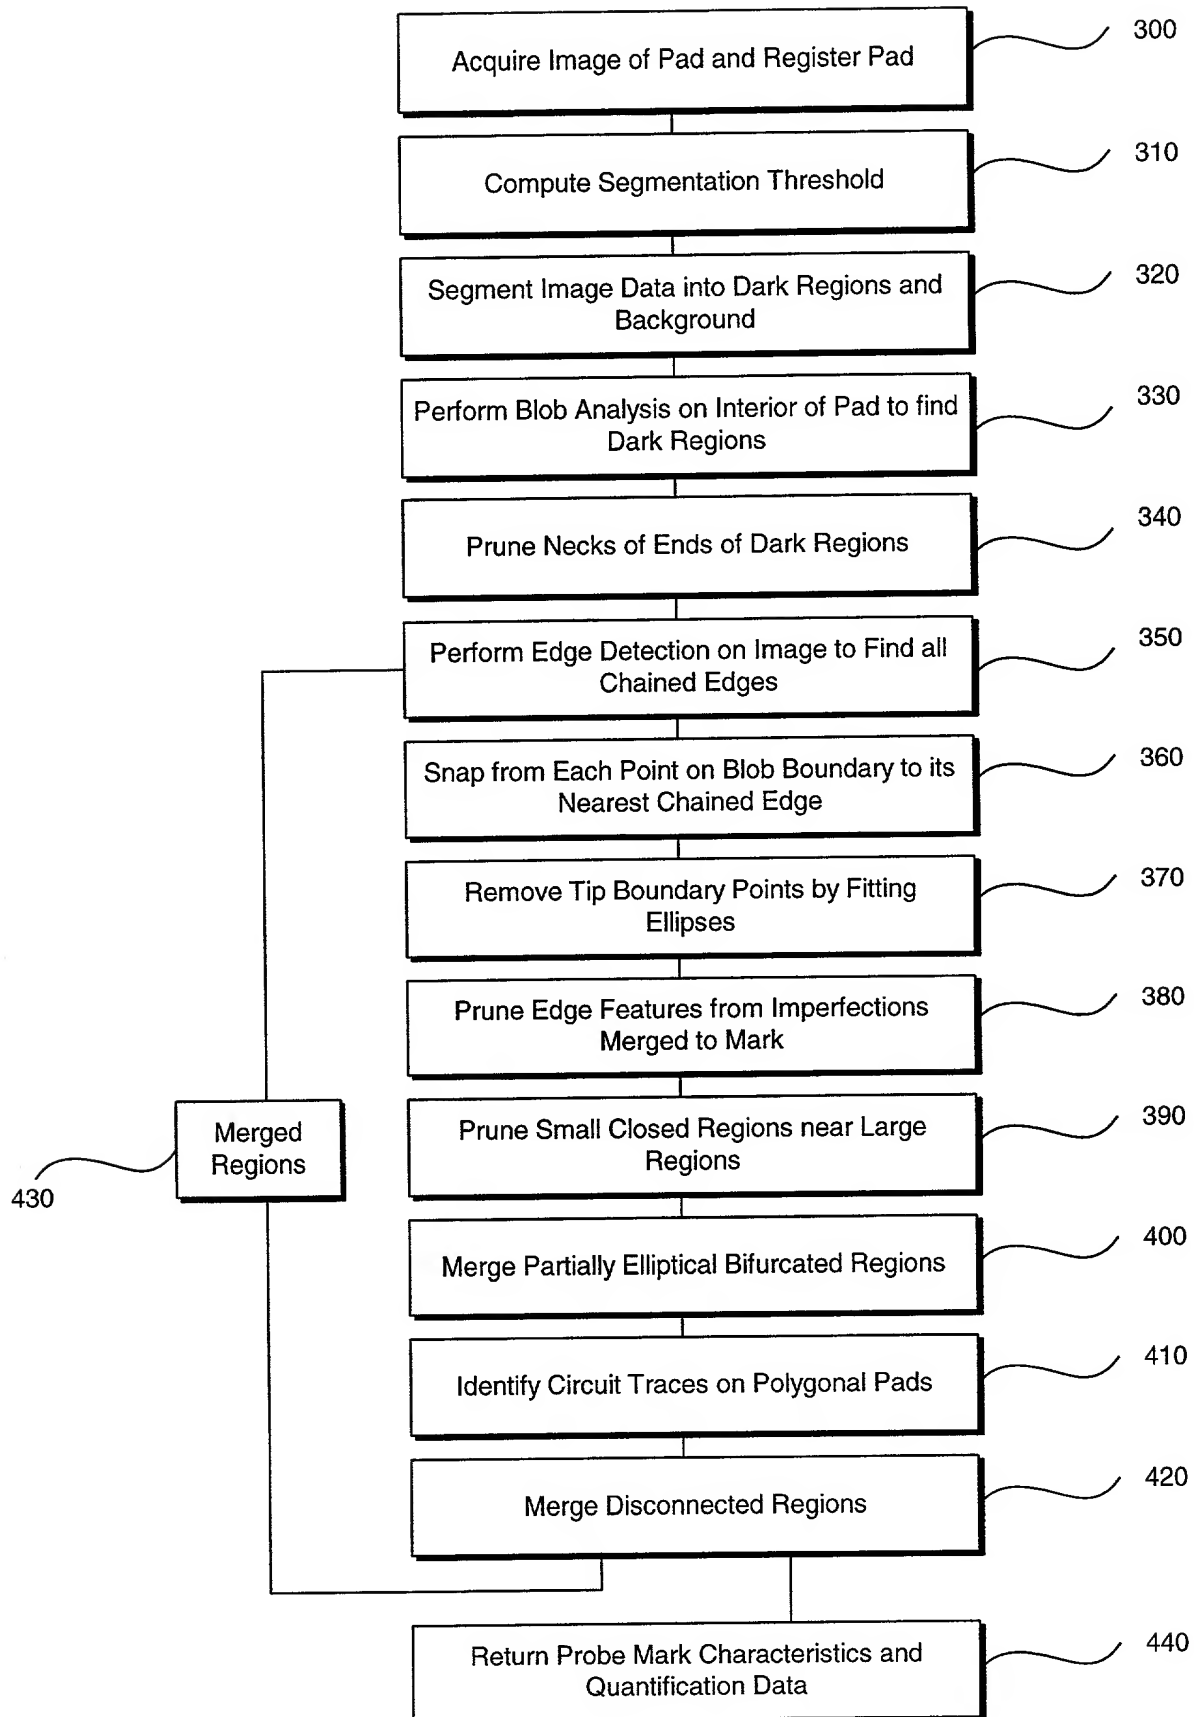 Acquire Image of Pad and Register Pad
300
Compute Segmentation Threshold
310
Segment Image Data into Dark Regions and
Background
320
Perform Blob Analysis on Interior of Pad to find
Dark Regions
330
Prune Necks of Ends of Dark Regions
340
Perform Edge Detection on Image to Find all
Chained Edges
350
Snap from Each Point on Blob Boundary to its
Nearest Chained Edge
360
Remove Tip Boundary Points by Fitting
Ellipses
370
Prune Edge Features from Imperfections
Merged to Mark
380
Prune Small Closed Regions near Large
Regions
390
Merged
Regions
430
Merge Partially Elliptical Bifurcated Regions
400
Identify Circuit Traces on Polygonal Pads
410
Merge Disconnected Regions
420
Return Probe Mark Characteristics and
Quantification Data
440